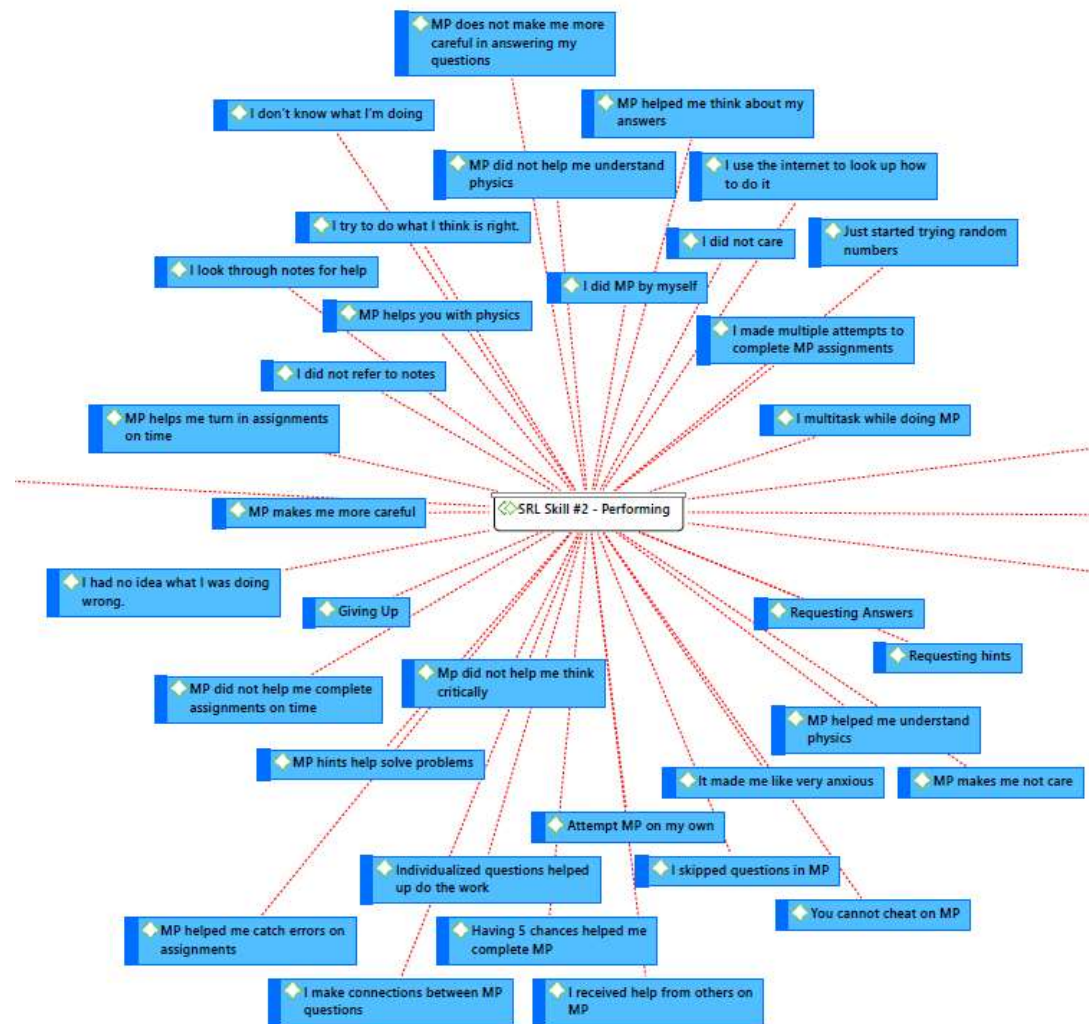 MP does not make me more
careful in answering my
questions
MP helped me think about my
answers
I don't know what I'm doing
MP did not help me understand
physics
I use the internet to look up how
to do it
I try to do what I think is right.
I did not care
Just started trying random
numbers
I look through notes for help
I did MP by myself
MP helps you with physics
I made multiple attempts to
complete MP assignments
I did not refer to notes
MP helps me turn in assignments
on time
I multitask while doing MP
SRL Skill #2 - Performing
MP makes me more careful
I had no idea what I was doing
wrong.
Giving Up
Requesting Answers
Requesting hints
Mp did not help me think
critically
MP did not help me complete
assignments on time
MP helped me understand
physics
MP hints help solve problems
It made me like very anxious
MP makes me not care
Attempt MP on my own
Individualized questions helped
up do the work
I skipped questions in MP
You cannot cheat on MP
MP helped me catch errors on
assignments
Having 5 chances helped me
complete MP
I make connections between MP
questions
I received help from others on
MP